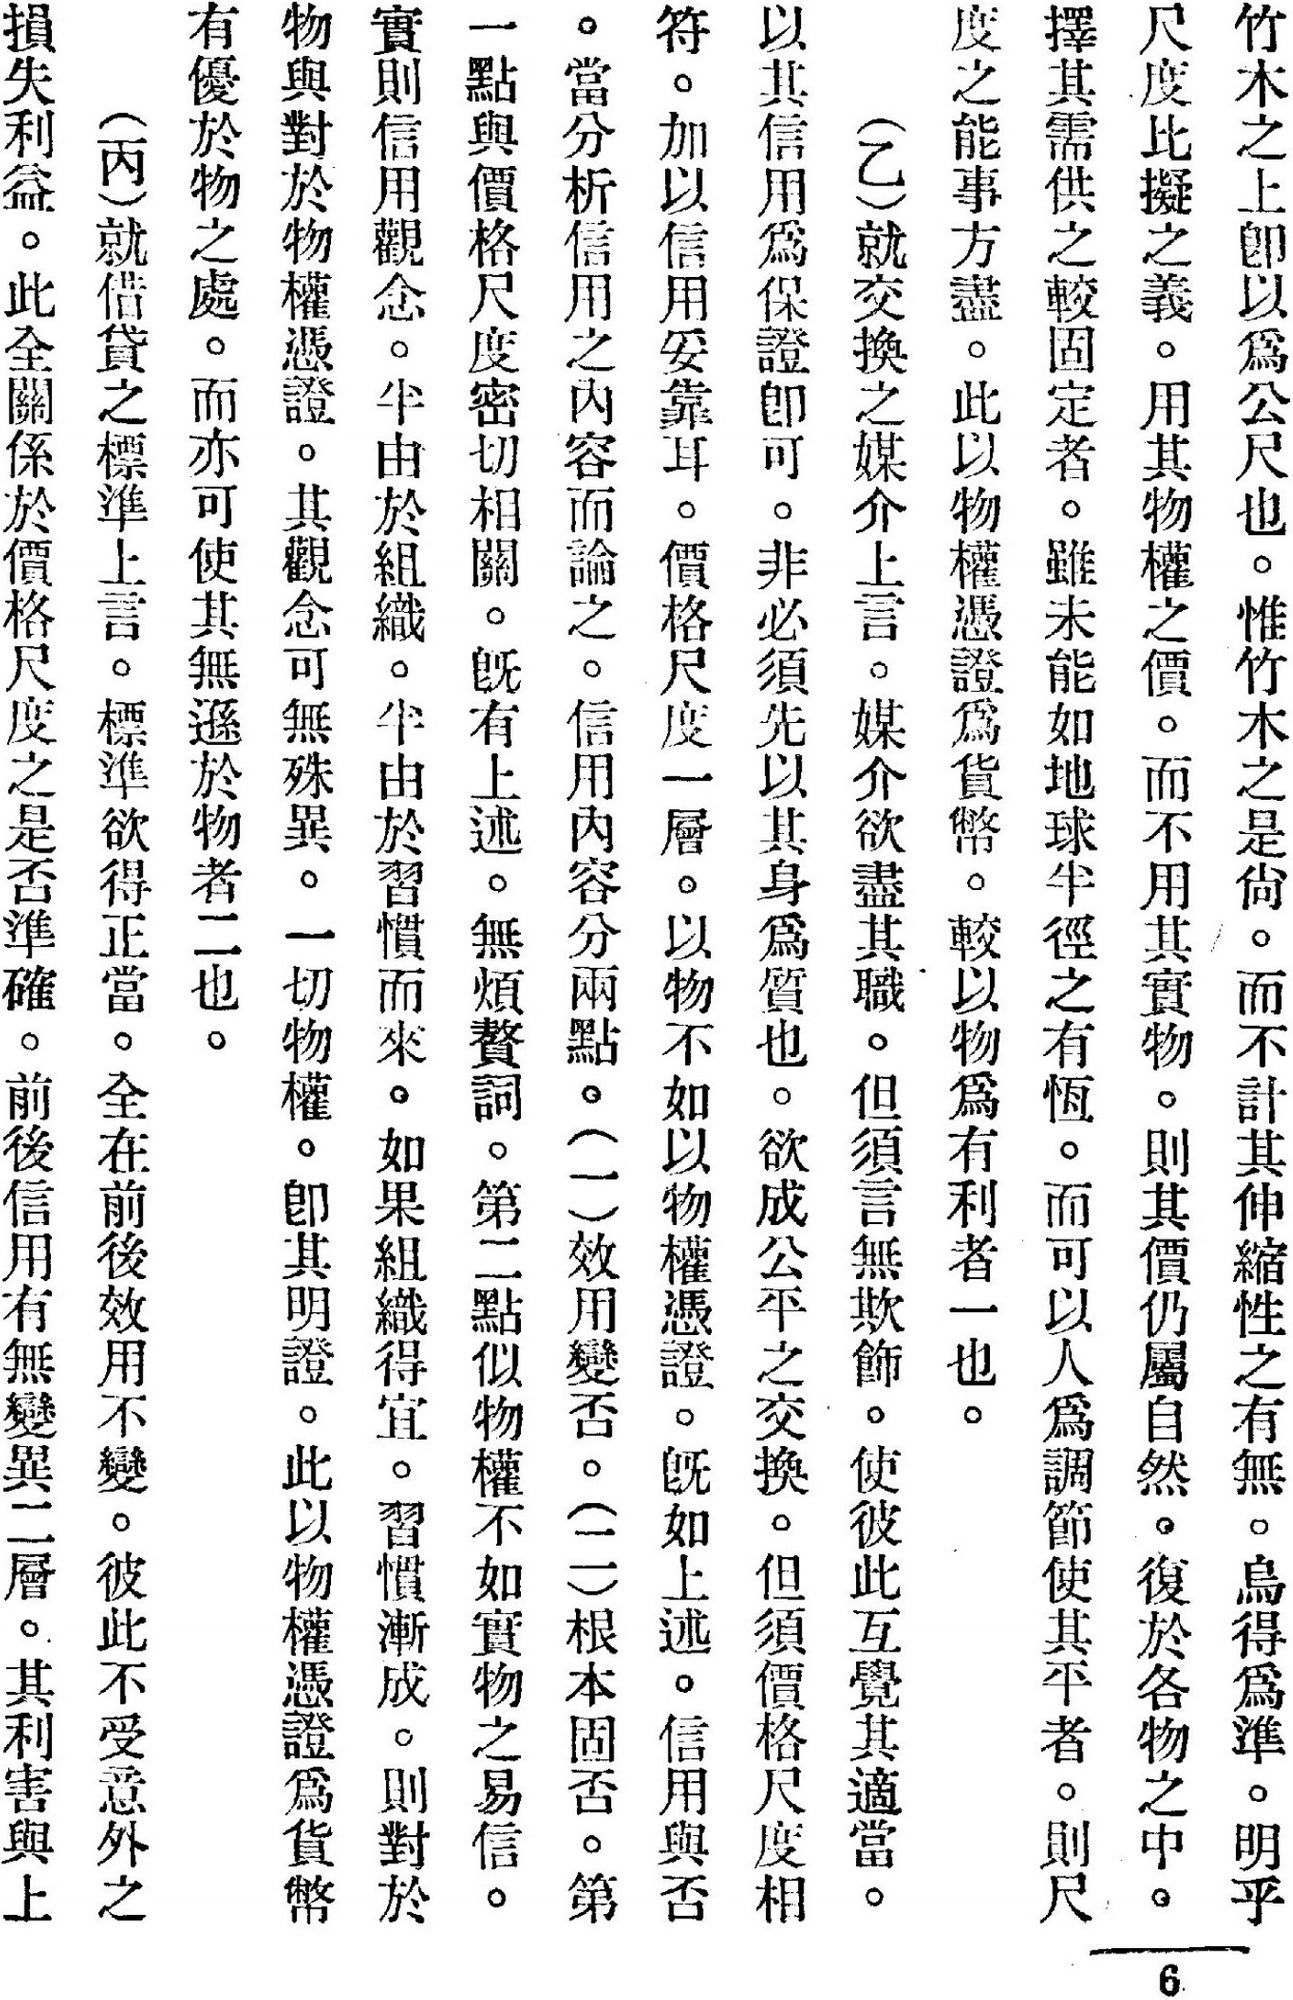 竹木之上卽以爲公尺也。惟竹木之是尙。而不計其伸縮性之有無。烏得爲準。明乎
尺度比擬之義。用其物權之價。而不用其實物。則其價仍屬自然。復於各物之中。
擇其需供之較固定者。雖未能如地球半徑之有恆。而可以人爲調節使其平者。則尺
度之能事方盡。此以物權憑證爲貨幣。較以物爲有利者一也。
(乙)就交換之媒介上言。媒介欲盡其職。但須言無欺飾。使彼此互覺其適當。
以其信用爲保證卽可。非必須先以其身爲質也。欲成公平之交換。但須價格尺度相
符。加以信用妥靠耳。價格尺度一層。以物不如以物權憑證。旣如上述。信用與否
。當分析信用之內容而論之。信用內容分兩點。(一)效用變否。(二)根本固否。第
一點與價格尺度密切相關。旣有上述。無煩贅詞。第二點似物權不如實物之易信。
實則信用觀念。半由於組織。半由於習慣而來。如果組織得宜。習慣漸成。則對於
物與對於物權憑證。其觀念可無殊異。一切物權。卽其明證。此以物權憑證爲貨幣
有優於物之處。而亦可使其無遜於物者二也。
(丙)就借貸之標準上言。標準欲得正當。全在前後效用不變。彼此不受意外之
損失利益。此全關係於價格尺度之是否準確。前後信用有無變異二層。其利害與上
6